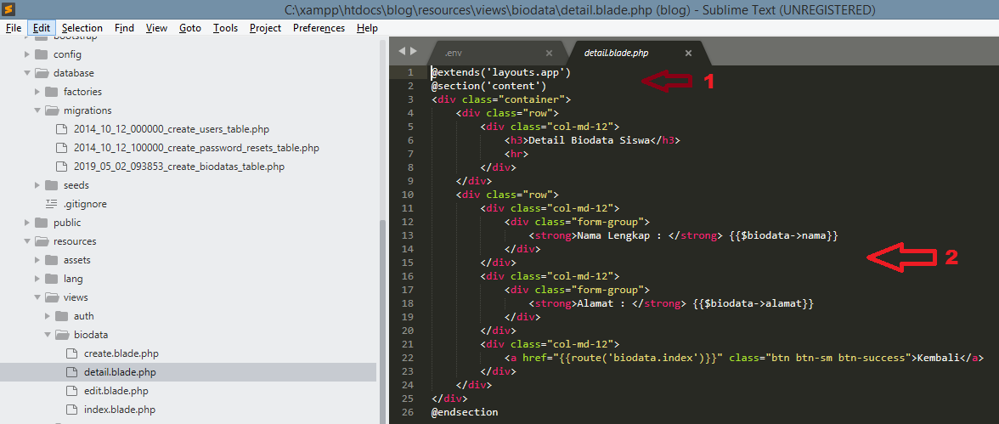 C:\xampp\htdocs\blog\resources\views\biodata\detail.blade.php (blog) - Sublime Text (UNREGISTERED)
File Edit Selection Find View Goto Tools Project Preferences Help
bootstrap
config
database
factories
migrations
2014_10_12_000000_create_users_table.php
2014_10_12_100000_create_password_resets_table.php
2019_05_02_093853_create_biodatas_table.php
seeds
.gitignore
public
resources
assets
lang
views
auth
biodata
create.blade.php
detail.blade.php
edit.blade.php
index.blade.php
.env × detail.blade.php ×
1 @extends('layouts.app')
1
2 @section('content')
3 <div class="container">
4 <div class="row">
5 <div class="col-md-12">
6 <h3>Detail Biodata Siswa</h3>
7 <hr>
8 </div>
9 </div>
10 <div class="row">
11 <div class="col-md-12">
12 <div class="form-group">
13 <strong>Nama Lengkap : </strong> {{$biodata->nama}}
14 </div>
2
15 </div>
16 <div class="col-md-12">
17 <div class="form-group">
18 <strong>Alamat : </strong> {{$biodata->alamat}}
19 </div>
20 </div>
21 <div class="col-md-12">
22 <a href="{{route('biodata.index')}}" class="btn btn-sm btn-success">Kembali</a>
23 </div>
24 </div>
25 </div>
26 @endsection